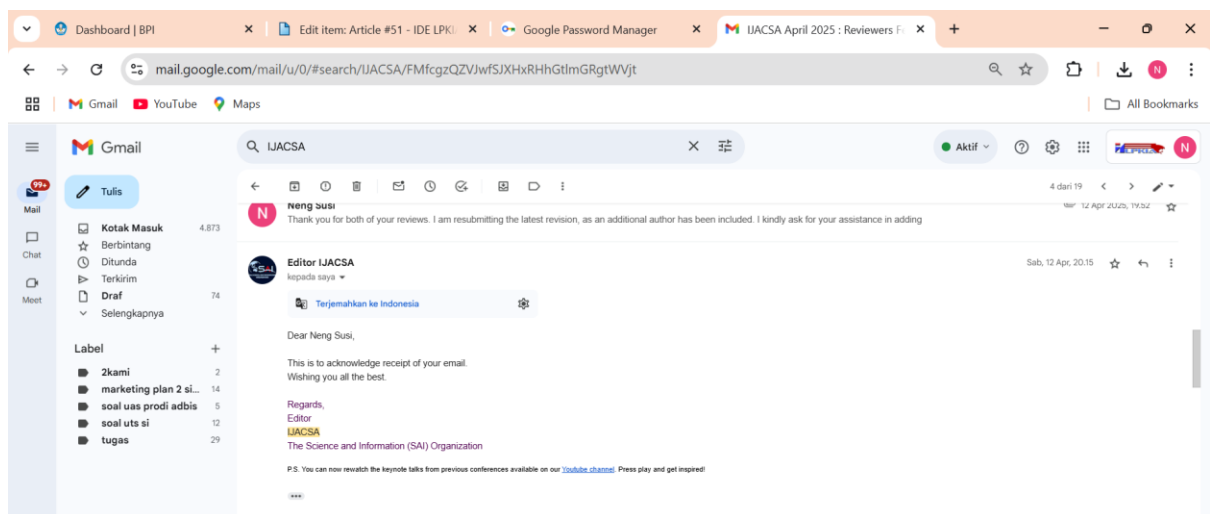 Dashboard | BPI
Edit item: Article #51 - IDE LPKI
Google Password Manager
IJACSA April 2025 : Reviewers Fe
mail.google.com/mail/u/0/#search/IJACSA/FMfcgzQZVJwfSJXHxRHhGtlmGRgtWVjt
N
Gmail
YouTube
Maps
All Bookmarks
Gmail
IJACSA
Aktif
LPKIA
N
99+
Mail
Chat
Meet
Tulis
4 dari 19
Kotak Masuk 4.873
Berbintang
Ditunda
Terkirim
Draf 74
Selengkapnya
Label
2kami 2
marketing plan 2 si... 14
soal uas prodi adbis 5
soal uts si 12
tugas 29
N
Neng Susi
12 Apr 2025, 19.52
Thank you for both of your reviews. I am resubmitting the latest revision, as an additional author has been included. I kindly ask for your assistance in adding
SAI
Editor IJACSA
Sab, 12 Apr, 20.15
kepada saya
Terjemahkan ke Indonesia
Dear Neng Susi,
This is to acknowledge receipt of your email.
Wishing you all the best.
Regards,
Editor
IJACSA
The Science and Information (SAI) Organization
P.S. You can now rewatch the keynote talks from previous conferences available on our Youtube channel. Press play and get inspired!